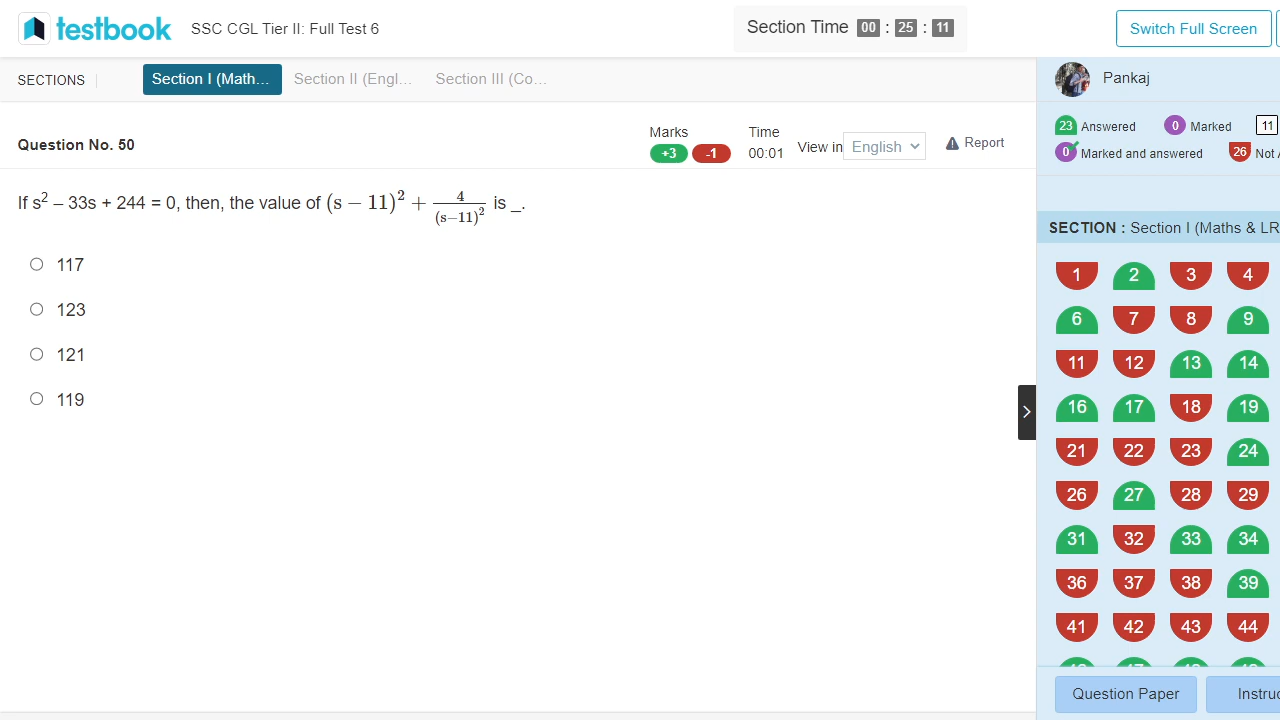 testbook SSC CGL Tier II: Full Test 6 Section Time 00 : 25 : 11 Switch Full Screen
SECTIONS Section I (Math... Section II (Engl... Section III (Co...
Pankaj
23 Answered 0 Marked 11
0 Marked and answered 26 Not
Question No. 50 Marks +3 -1 Time 00:01 View in English Report
If s² – 33s + 244 = 0, then, the value of (s − 11)² + 4/(s−11)² is _.
117
123
121
119
SECTION : Section I (Maths & LR
1 2 3 4
6 7 8 9
11 12 13 14
16 17 18 19
21 22 23 24
26 27 28 29
31 32 33 34
36 37 38 39
41 42 43 44
Question Paper Instruc